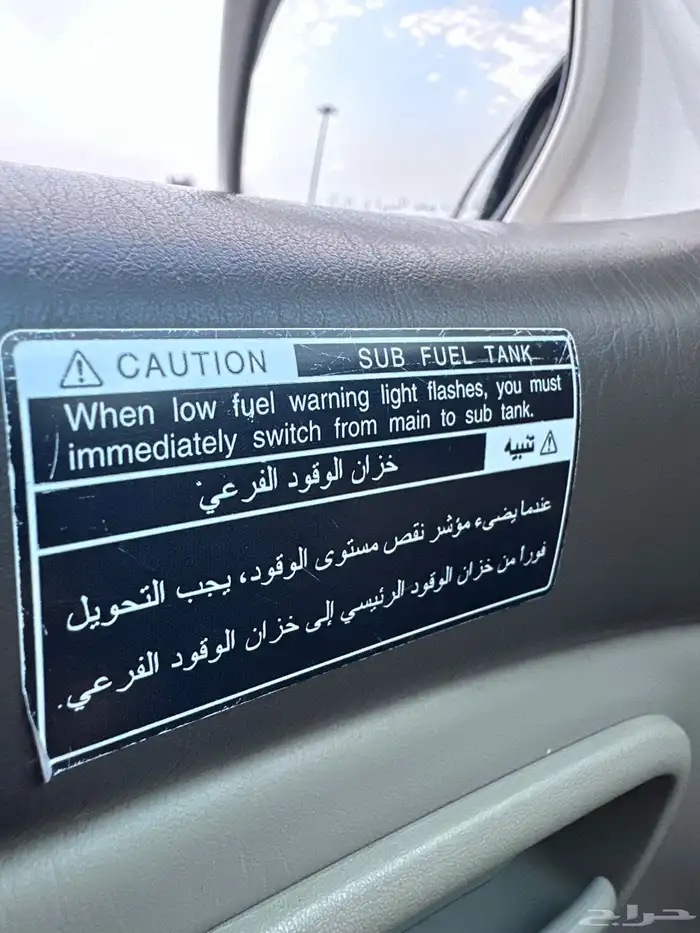 CAUTION SUB FUEL TANK
When low fuel warning light flashes, you must
immediately switch from main to sub tank.
تنبيه
خزان الوقود الفرعي
عندما يضىء مؤشر نقص مستوى الوقود، يجب التحويل
فورا من خزان الوقود الرئيسي إلى خزان الوقود الفرعي.
حراج